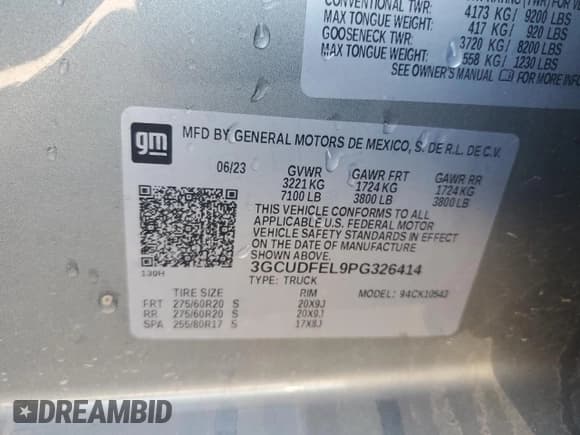 CONVENTIONAL TWR: 4173 KG/ 9200 LBS
MAX TONGUE WEIGHT: 417 KG/ 920 LBS
GOOSENECK TWR: 3720 KG/ 8200 LBS
MAX TONGUE WEIGHT: 558 KG/ 1230 LBS
SEE OWNER'S MANUAL FOR MORE INFORMATI
gm
MFD BY GENERAL MOTORS DE MEXICO, S. DE R.L. DE C.V.
06/23 GVWR GAWR FRT GAWR RR
3221 KG 1724 KG 1724 KG
7100 LB 3800 LB 3800 LB
THIS VEHICLE CONFORMS TO ALL
APPLICABLE U.S. FEDERAL MOTOR
VEHICLE SAFETY STANDARDS IN
EFFECT ON THE DATE OF MANUFACTURE
SHOWN ABOVE.
139H 3GCUDFEL9PG326414
TYPE: TRUCK MODEL: 94CK10543
TIRE SIZE RIM
FRT 275/60R20 S 20X9J
RR 275/60R20 S 20X9J
SPA 255/80R17 S 17X8J
DREAMBID